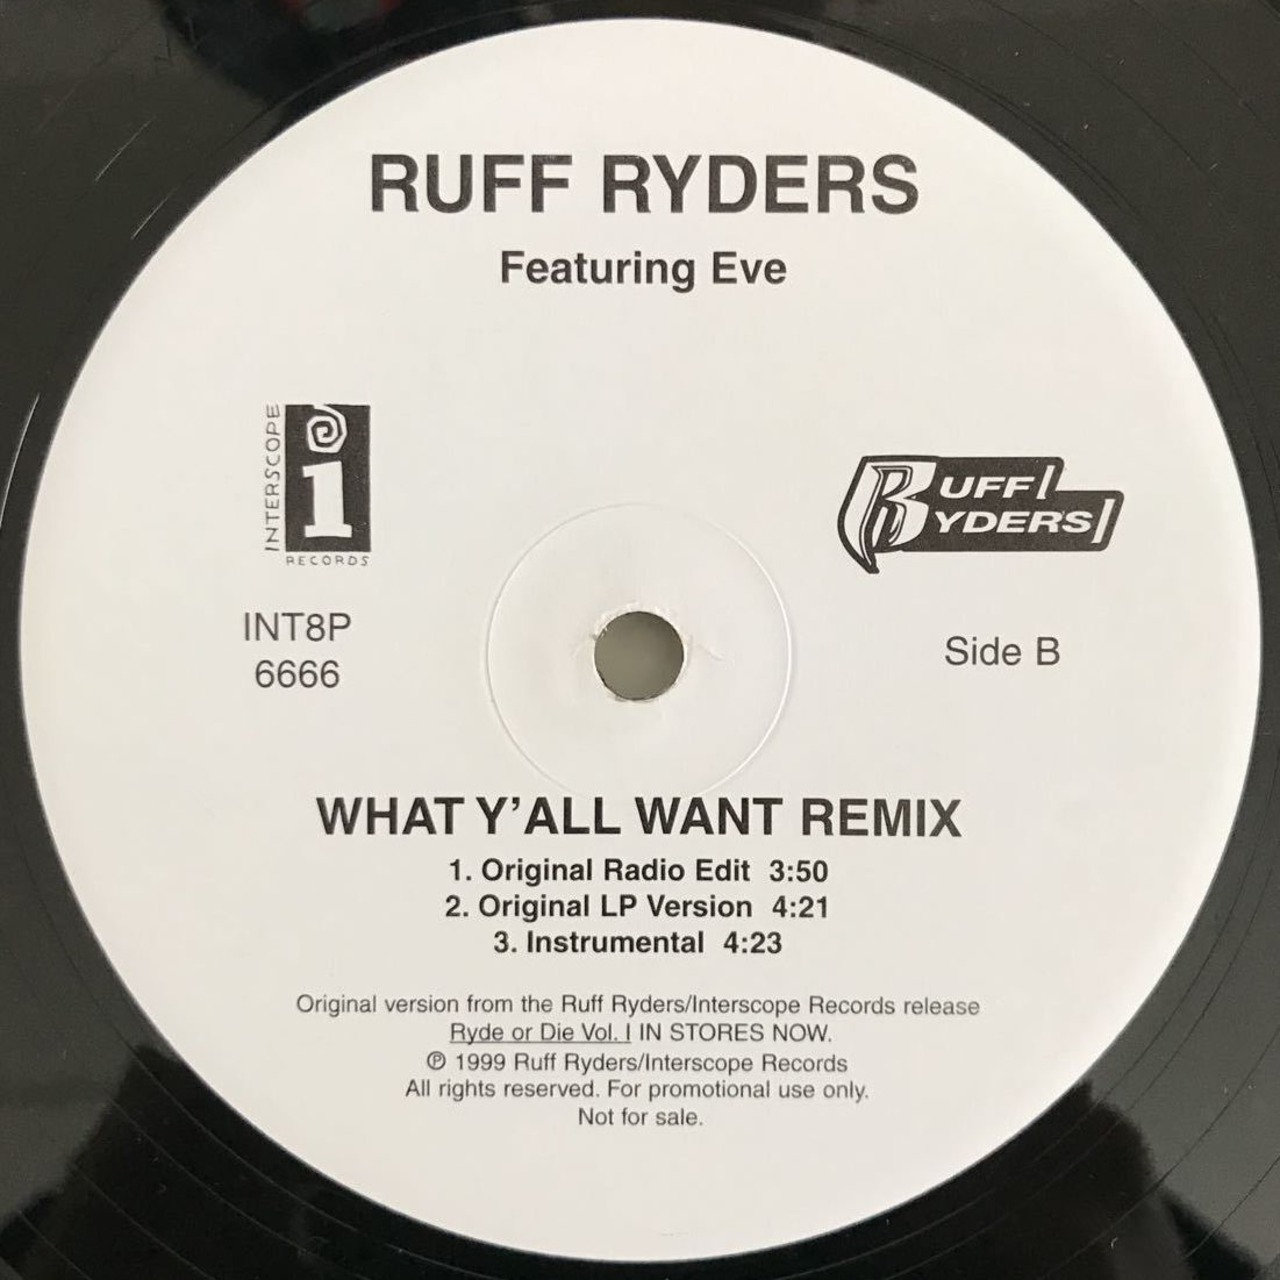 RUFF RYDERS
Featuring Eve
INTERSCOPE
i
RECORDS
RUFF
RYDERS
INT8P
6666
Side B
WHAT Y'ALL WANT REMIX
1. Original Radio Edit 3:50
2. Original LP Version 4:21
3. Instrumental 4:23
Original version from the Ruff Ryders/Interscope Records release
Ryde or Die Vol. I IN STORES NOW.
℗ 1999 Ruff Ryders/Interscope Records
All rights reserved. For promotional use only.
Not for sale.